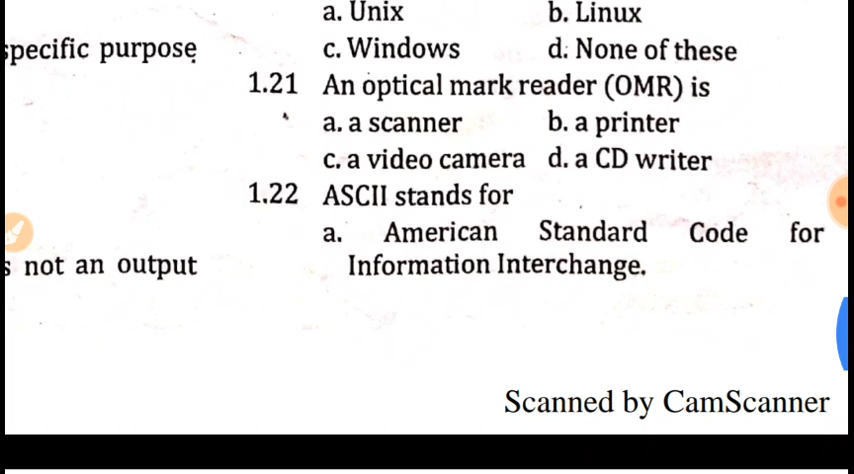 a. Unix b. Linux
specific purpose c. Windows d. None of these
1.21 An optical mark reader (OMR) is
a. a scanner b. a printer
c. a video camera d. a CD writer
1.22 ASCII stands for
a. American Standard Code for
s not an output Information Interchange.
Scanned by CamScanner